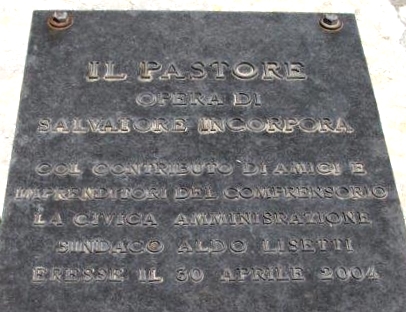 IL PASTORE
OPERA DI
SALVATORE INCORPORA
COL CONTRIBUTO DI AMICI E
IMPRENDITORI DEL COMPRENSORIO
LA CIVICA AMMINISTRAZIONE
SINDACO ALDO LISETTI
ERESSE IL 30 APRILE 2004